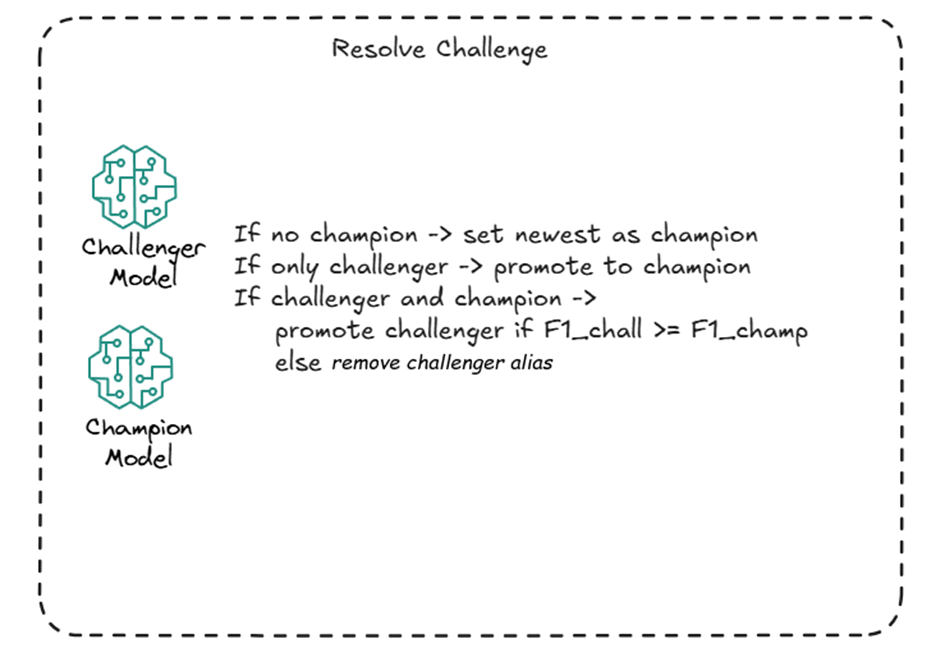 Resolve Challenge
Challenger
Model
If no champion -> set newest as champion
If only challenger -> promote to champion
If challenger and champion ->
promote challenger if F1_chall >= F1_champ
else remove challenger alias
Champion
Model